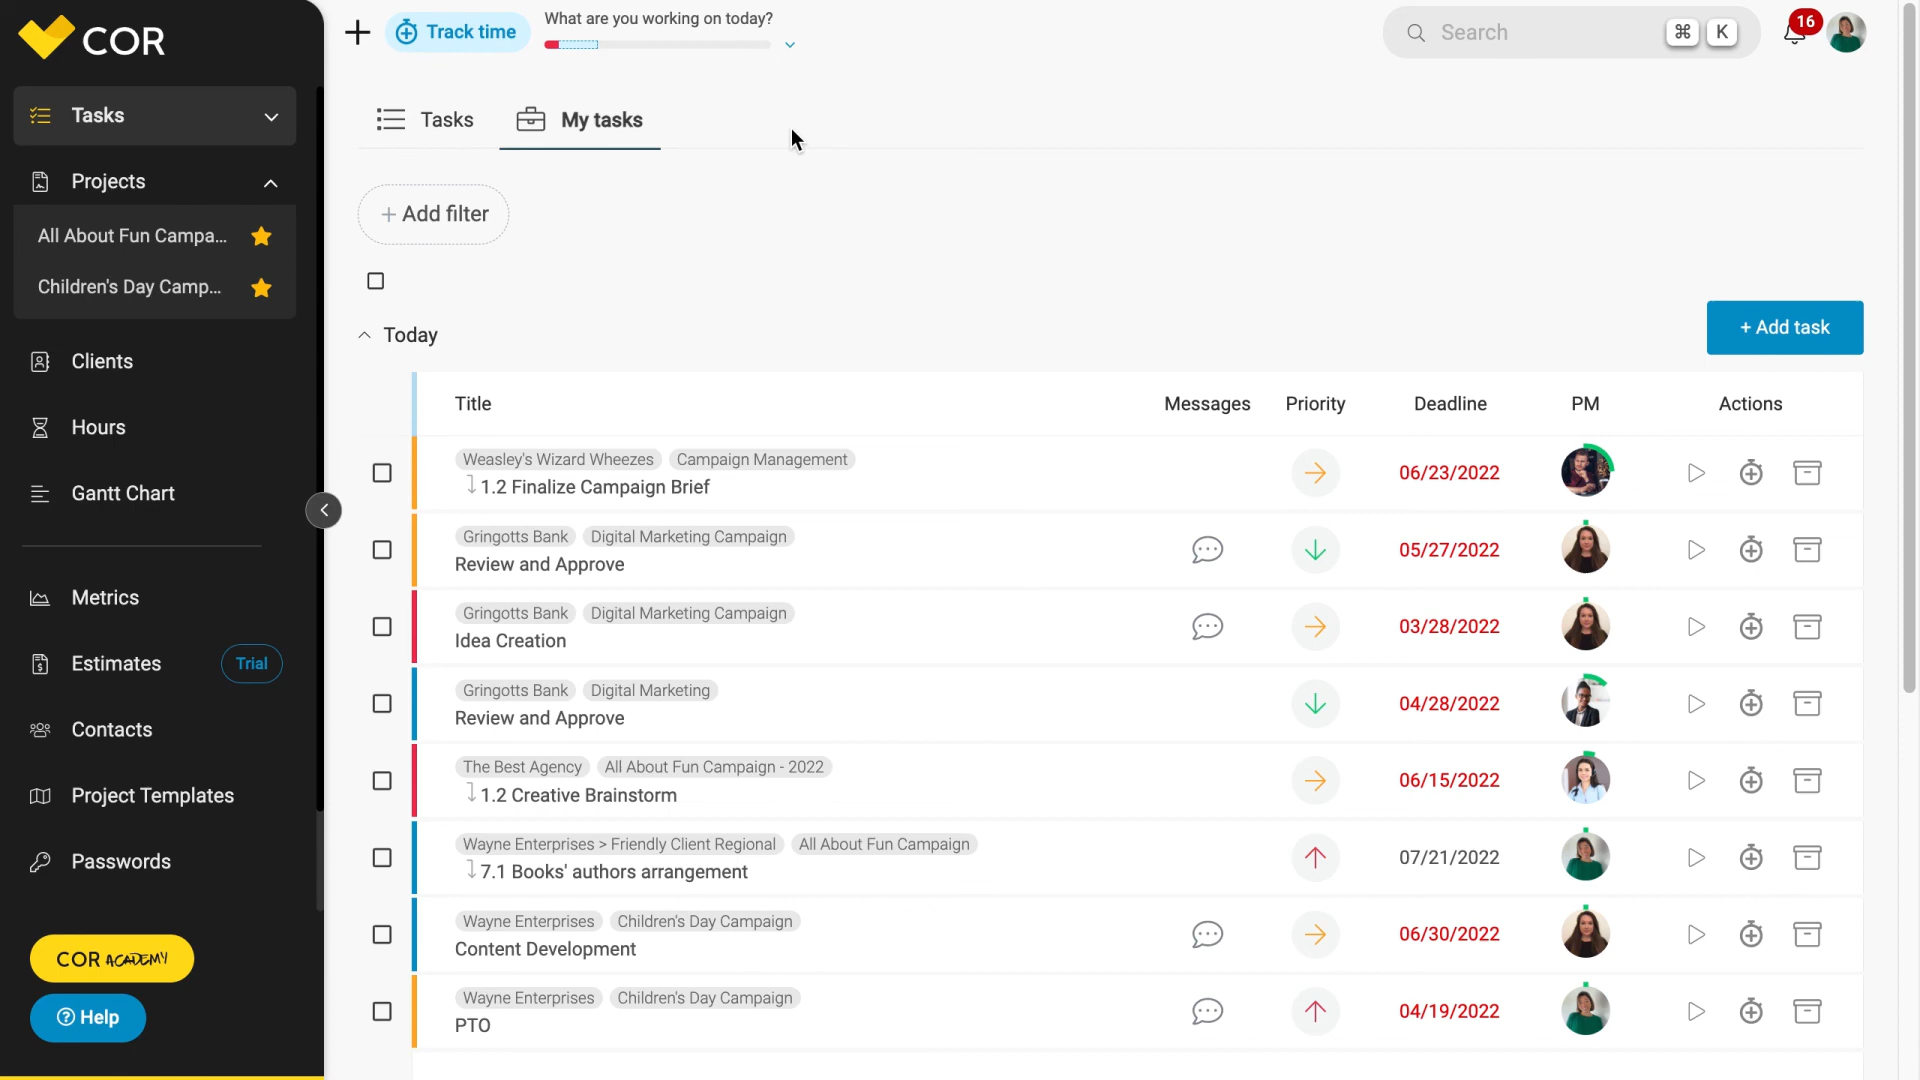 COR
Track time
What are you working on today?
Search
⌘ K
16
Tasks
Projects
All About Fun Campa...
Children's Day Camp...
Clients
Hours
Gantt Chart
Metrics
Estimates
Trial
Contacts
Project Templates
Passwords
COR ACADEMY
Help
Tasks
My tasks
+ Add filter
Today
+ Add task
Title Messages Priority Deadline PM Actions
Weasley's Wizard Wheezes Campaign Management
1.2 Finalize Campaign Brief
06/23/2022
Gringotts Bank Digital Marketing Campaign
Review and Approve
05/27/2022
Gringotts Bank Digital Marketing Campaign
Idea Creation
03/28/2022
Gringotts Bank Digital Marketing
Review and Approve
04/28/2022
The Best Agency All About Fun Campaign - 2022
1.2 Creative Brainstorm
06/15/2022
Wayne Enterprises > Friendly Client Regional All About Fun Campaign
7.1 Books' authors arrangement
07/21/2022
Wayne Enterprises Children's Day Campaign
Content Development
06/30/2022
Wayne Enterprises Children's Day Campaign
PTO
04/19/2022